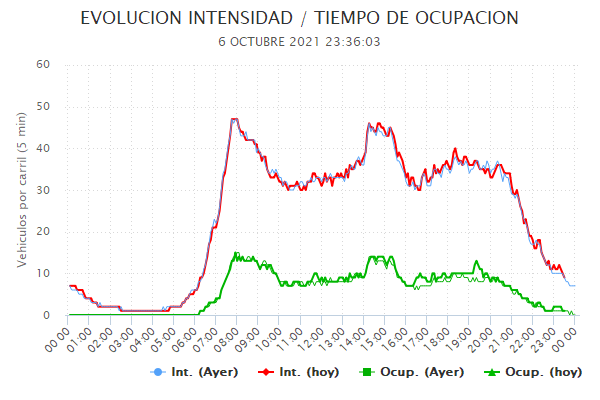 EVOLUCION INTENSIDAD / TIEMPO DE OCUPACION
6 OCTUBRE 2021 23:36:03
Vehiculos por carril (5 min)
60
50
40
30
20
10
0
00:00 01:00 02:00 03:00 04:00 05:00 06:00 07:00 08:00 09:00 10:00 11:00 12:00 13:00 14:00 15:00 16:00 17:00 18:00 19:00 20:00 21:00 22:00 23:00 00:00
Int. (Ayer) Int. (hoy) Ocup. (Ayer) Ocup. (hoy)